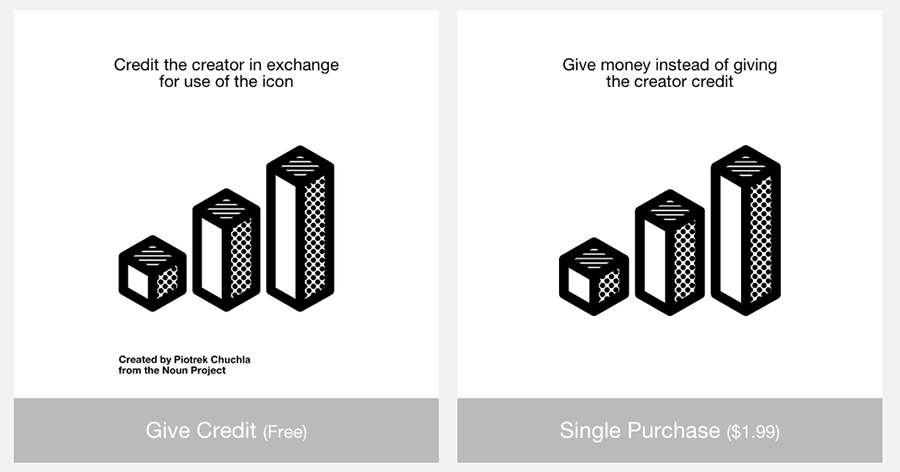 Credit the creator in exchange
for use of the icon
Created by Piotrek Chuchla
from the Noun Project
Give Credit (Free)
Give money instead of giving
the creator credit
Single Purchase ($1.99)